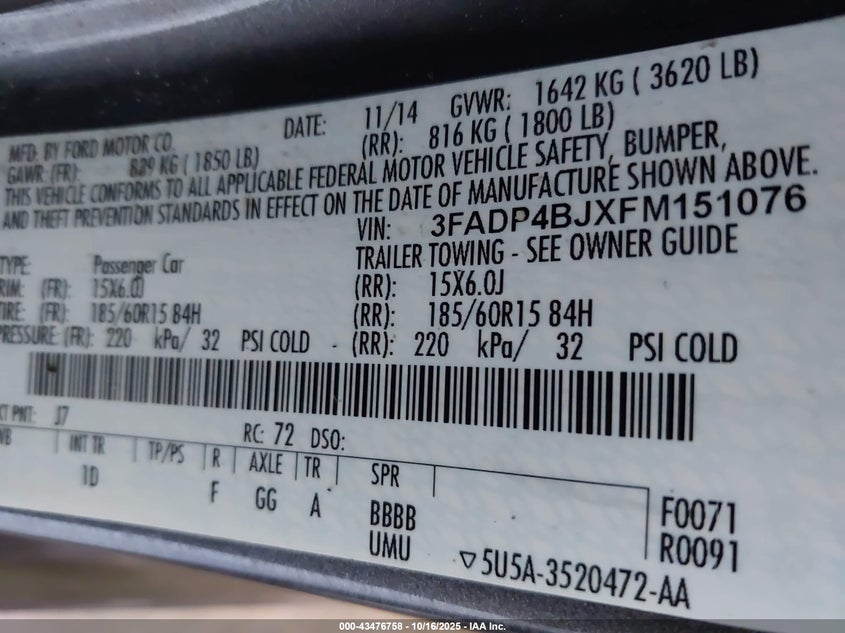 MFD. BY FORD MOTOR CO.
DATE: 11/14 GVWR: 1642 KG ( 3620 LB)
GAWR (FR): 839 KG ( 1850 LB) (RR): 816 KG ( 1800 LB)
THIS VEHICLE CONFORMS TO ALL APPLICABLE FEDERAL MOTOR VEHICLE SAFETY, BUMPER,
AND THEFT PREVENTION STANDARDS IN EFFECT ON THE DATE OF MANUFACTURE SHOWN ABOVE.
VIN: 3FADP4BJXFM151076
TYPE: Passenger Car TRAILER TOWING - SEE OWNER GUIDE
RIM: (FR): 15X6.0J (RR): 15X6.0J
TIRE: (FR): 185/60R15 84H (RR): 185/60R15 84H
PRESSURE: (FR): 220 kPa/ 32 PSI COLD - (RR): 220 kPa/ 32 PSI COLD
XT PNT: J7
RC: 72 DSO:
WB INT TR TP/PS R AXLE TR SPR
1D F GG A BBBB
UMU
F0071
R0091
▽5U5A-3520472-AA
000-43476758 - 10/16/2025 - IAA Inc.